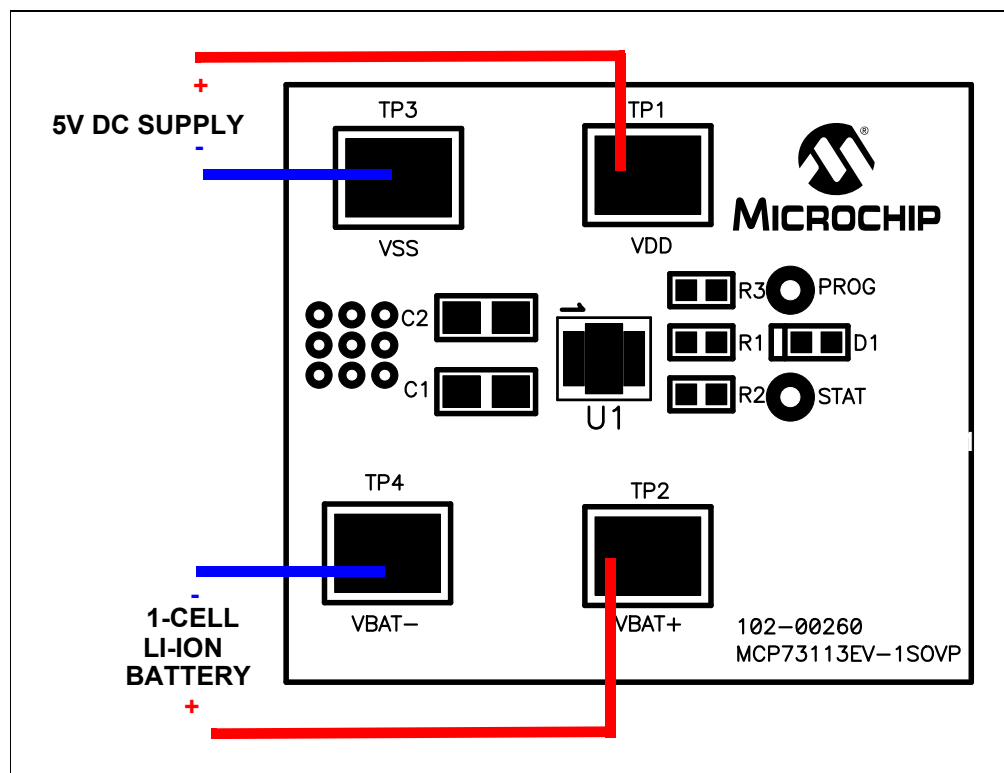 +
5V DC SUPPLY
-
TP3
TP1
VSS
VDD
®
MICROCHIP
C2
C1
1
U1
R3
PROG
R1
D1
R2
STAT
TP4
TP2
-
1-CELL
LI-ION
BATTERY
+
VBAT-
VBAT+
102-00260
MCP73113EV-1SOVP